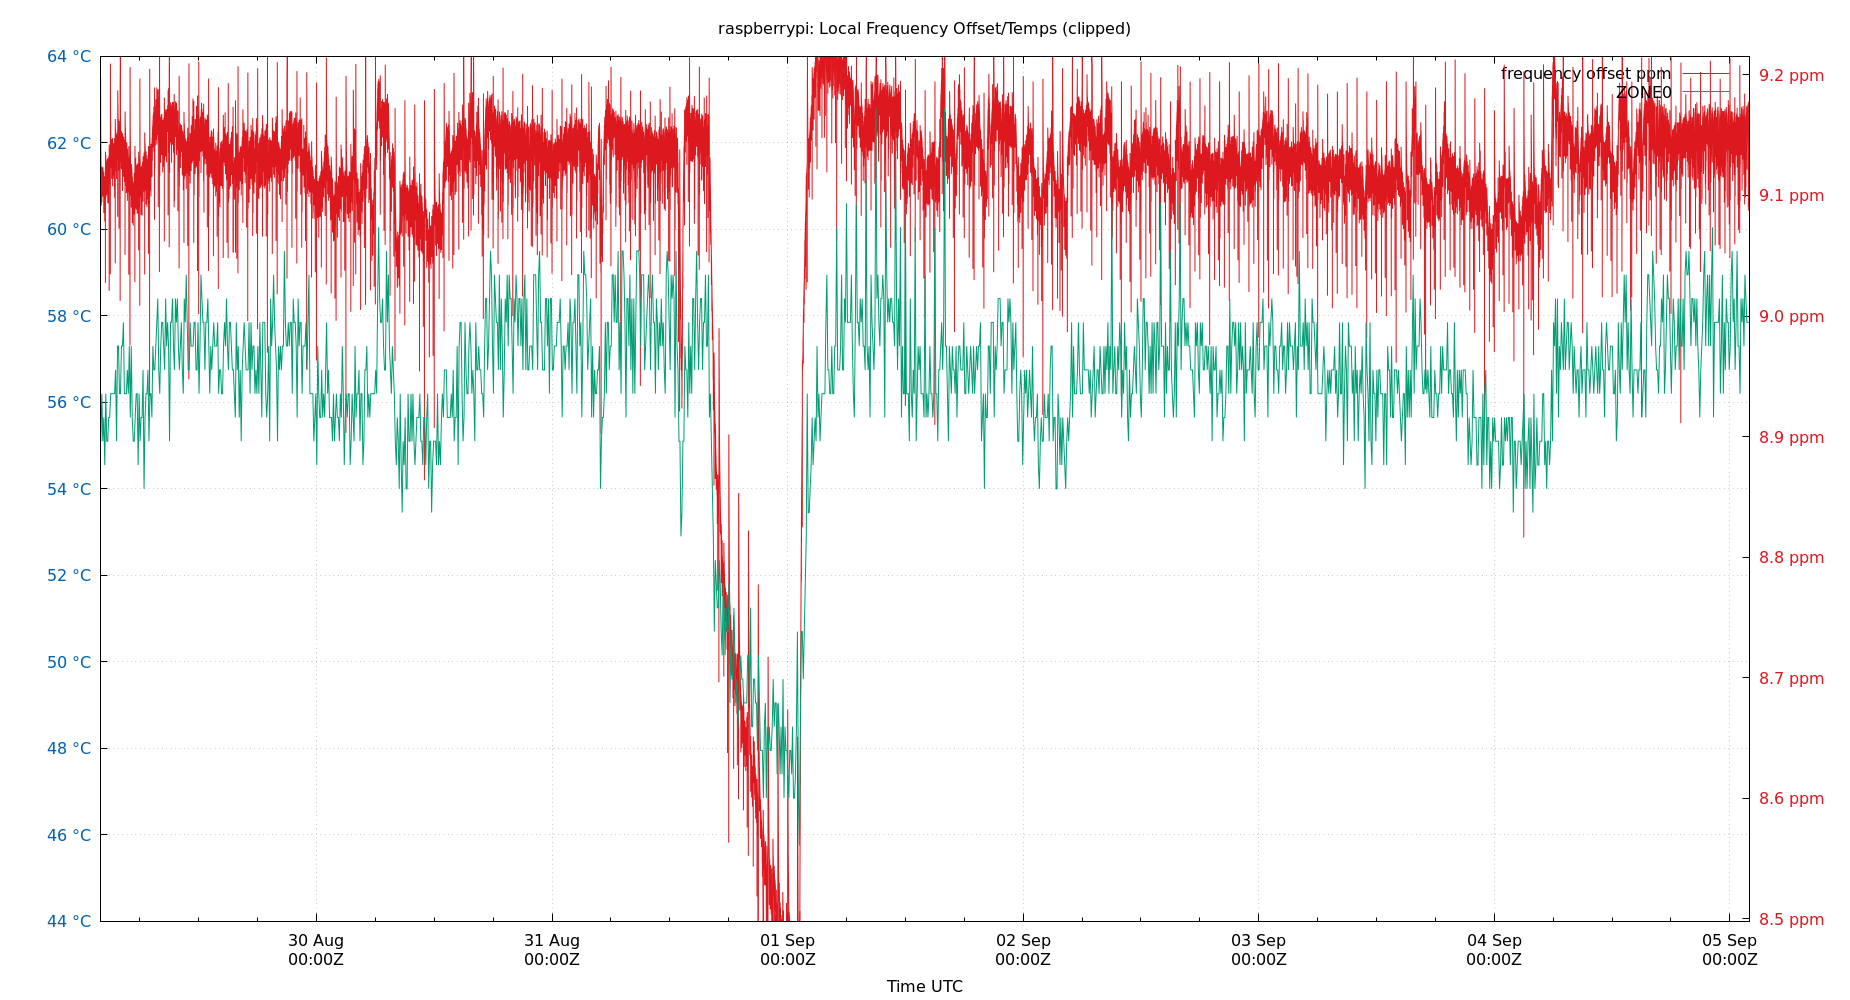 raspberrypi: Local Frequency Offset/Temps (clipped)
64 °C
62 °C
60 °C
58 °C
56 °C
54 °C
52 °C
50 °C
48 °C
46 °C
44 °C
frequency offset ppm
ZONE0
9.2 ppm
9.1 ppm
9.0 ppm
8.9 ppm
8.8 ppm
8.7 ppm
8.6 ppm
8.5 ppm
30 Aug
00:00Z
31 Aug
00:00Z
01 Sep
00:00Z
02 Sep
00:00Z
03 Sep
00:00Z
04 Sep
00:00Z
05 Sep
00:00Z
Time UTC